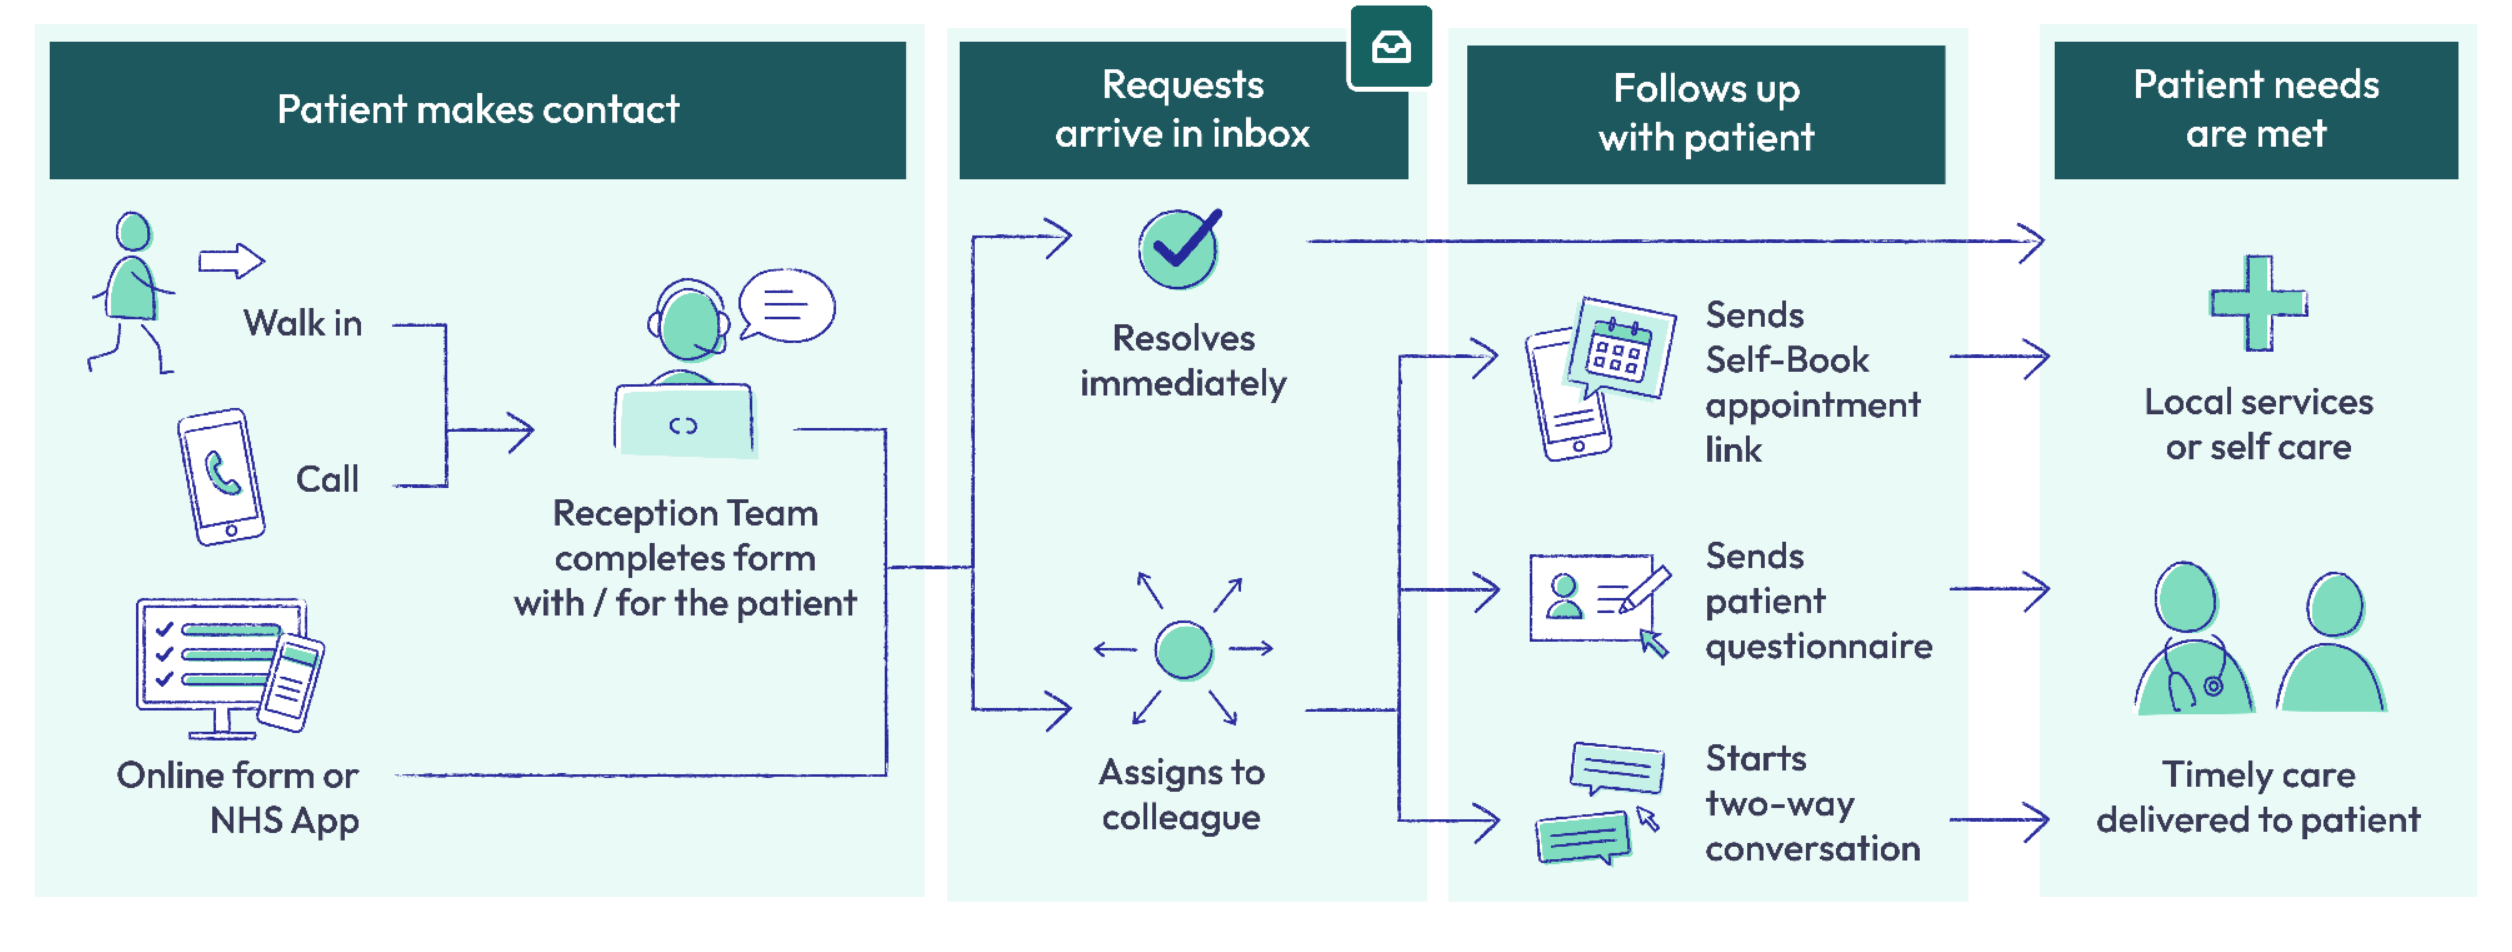 Patient makes contact
Walk in
Call
Online form or
NHS App
Reception Team
completes form
with / for the patient
Requests
arrive in inbox
Resolves
immediately
Assigns to
colleague
Follows up
with patient
Sends
Self-Book
appointment
link
Sends
patient
questionnaire
Starts
two-way
conversation
Patient needs
are met
Local services
or self care
Timely care
delivered to patient